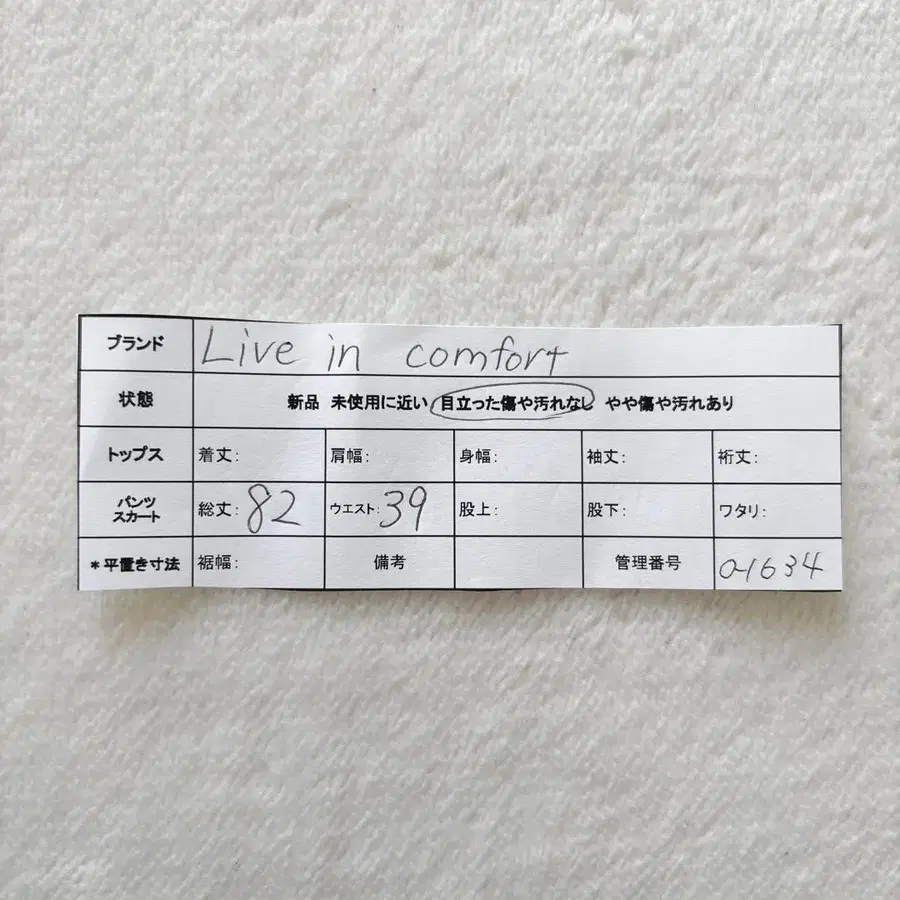 ブランド Live in comfort
状態 新品 未使用に近い 目立った傷や汚れなし やや傷や汚れあり
トップス 着丈: 肩幅: 身幅: 袖丈: 裄丈:
パンツ
スカート 総丈: 82 ウエスト: 39 股上: 股下: ワタリ:
*平置き寸法 裾幅: 備考 管理番号 0-1634